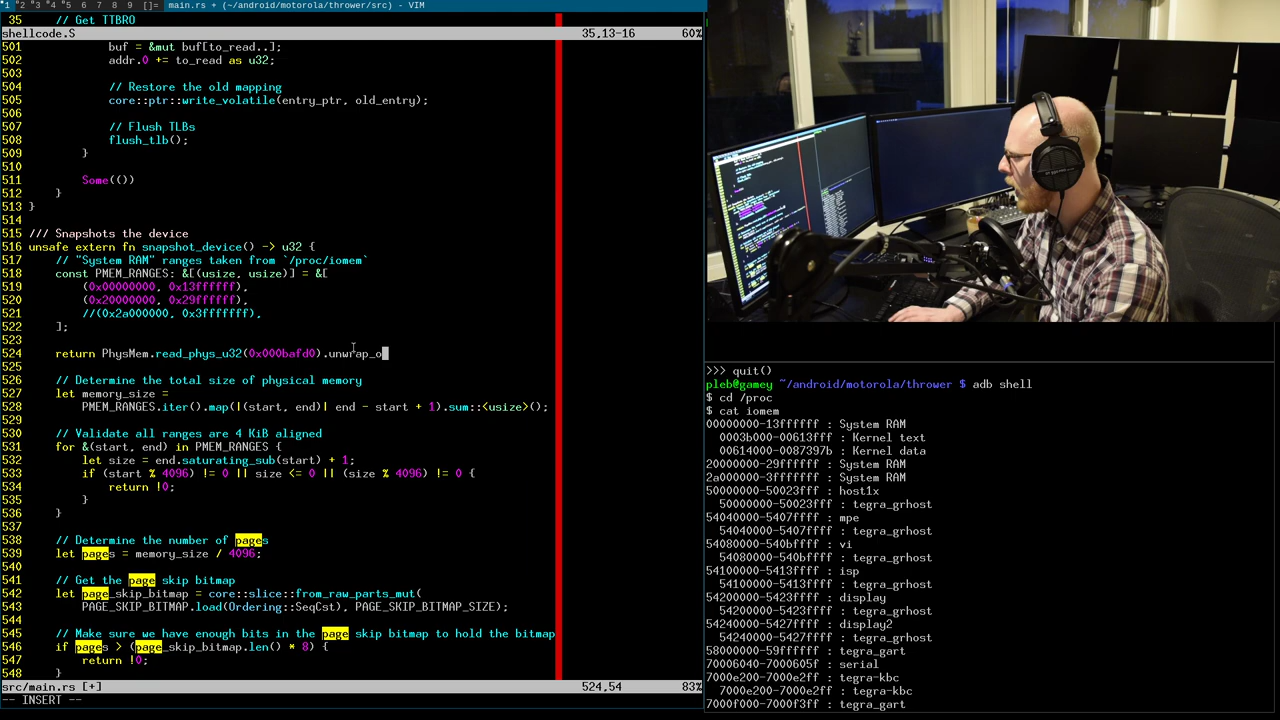 1 2 3 4 5 6 7 8 9 []= main.rs + (~/android/motorola/thrower/src) - VIM
35     // Get TTBR0
shellcode.S 35,13-16 60%
501             buf = &mut buf[to_read..];
502             addr.0 += to_read as u32;
503
504             // Restore the old mapping
505             core::ptr::write_volatile(entry_ptr, old_entry);
506
507             // Flush TLBs
508             flush_tlb();
509         }
510
511         Some(())
512     }
513 }
514
515 /// Snapshots the device
516 unsafe extern fn snapshot_device() -> u32 {
517     // "System RAM" ranges taken from `/proc/iomem`
518     const PMEM_RANGES: &[(usize, usize)] = &[
519         (0x00000000, 0x13ffffff),
520         (0x20000000, 0x29ffffff),
521         //(0x2a000000, 0x3fffffff),
522     ];
523
524     return PhysMem.read_phys_u32(0x000bafd0).unwrap_o
525
526     // Determine the total size of physical memory
527     let memory_size =
528         PMEM_RANGES.iter().map(|(start, end)| end - start + 1).sum::<usize>();
529
530     // Validate all ranges are 4 KiB aligned
531     for &(start, end) in PMEM_RANGES {
532         let size = end.saturating_sub(start) + 1;
533         if (start % 4096) != 0 || size <= 0 || (size % 4096) != 0 {
534             return !0;
535         }
536     }
537
538     // Determine the number of pages
539     let pages = memory_size / 4096;
540
541     // Get the page skip bitmap
542     let page_skip_bitmap = core::slice::from_raw_parts_mut(
543         PAGE_SKIP_BITMAP.load(Ordering::SeqCst), PAGE_SKIP_BITMAP_SIZE);
544
545     // Make sure we have enough bits in the page skip bitmap to hold the bitmap
546     if pages > (page_skip_bitmap.len() * 8) {
547         return !0;
548     }
src/main.rs [+] 524,54 83%
-- INSERT --
>>> quit()
pleb@gamey ~/android/motorola/thrower $ adb shell
$ cd /proc
$ cat iomem
00000000-13ffffff : System RAM
  0003b000-00613fff : Kernel text
  00614000-0087397b : Kernel data
20000000-29ffffff : System RAM
2a000000-3fffffff : System RAM
50000000-50023fff : host1x
  50000000-50023fff : tegra_grhost
54040000-5407ffff : mpe
  54040000-5407ffff : tegra_grhost
54080000-540bffff : vi
  54080000-540bffff : tegra_grhost
54100000-5413ffff : isp
  54100000-5413ffff : tegra_grhost
54200000-5423ffff : display
  54200000-5423ffff : tegra_grhost
54240000-5427ffff : display2
  54240000-5427ffff : tegra_grhost
58000000-59ffffff : tegra_gart
70006040-7000605f : serial
7000e200-7000e2ff : tegra-kbc
  7000e200-7000e2ff : tegra-kbc
7000f000-7000f3ff : tegra_gart